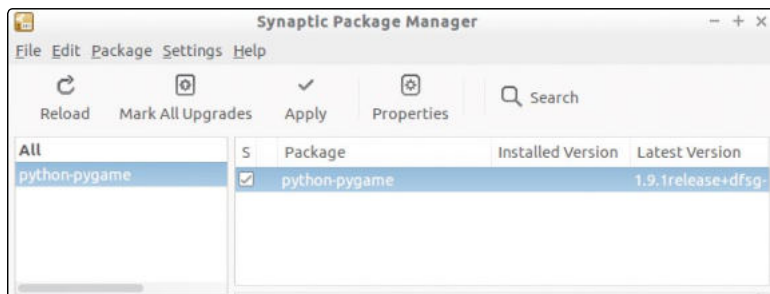 Synaptic Package Manager
File Edit Package Settings Help
Reload Mark All Upgrades Apply Properties Search
All S Package Installed Version Latest Version
python-pygame python-pygame 1.9.1release+dfsg-